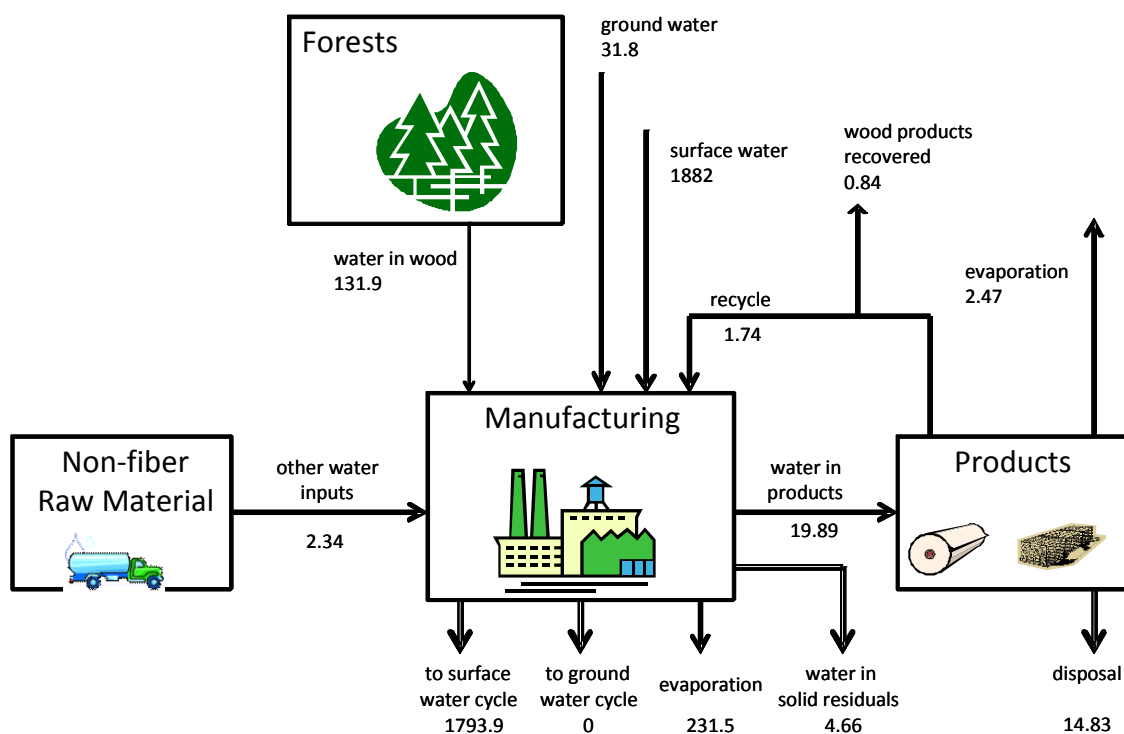 Forests
ground water
31.8
surface water
1882
wood products
recovered
0.84
water in wood
131.9
evaporation
2.47
recycle
1.74
Manufacturing
Non-fiber
Raw Material
other water
inputs
2.34
water in
products
19.89
Products
to surface
water cycle
1793.9
to ground
water cycle
0
evaporation
231.5
water in
solid residuals
4.66
disposal
14.83